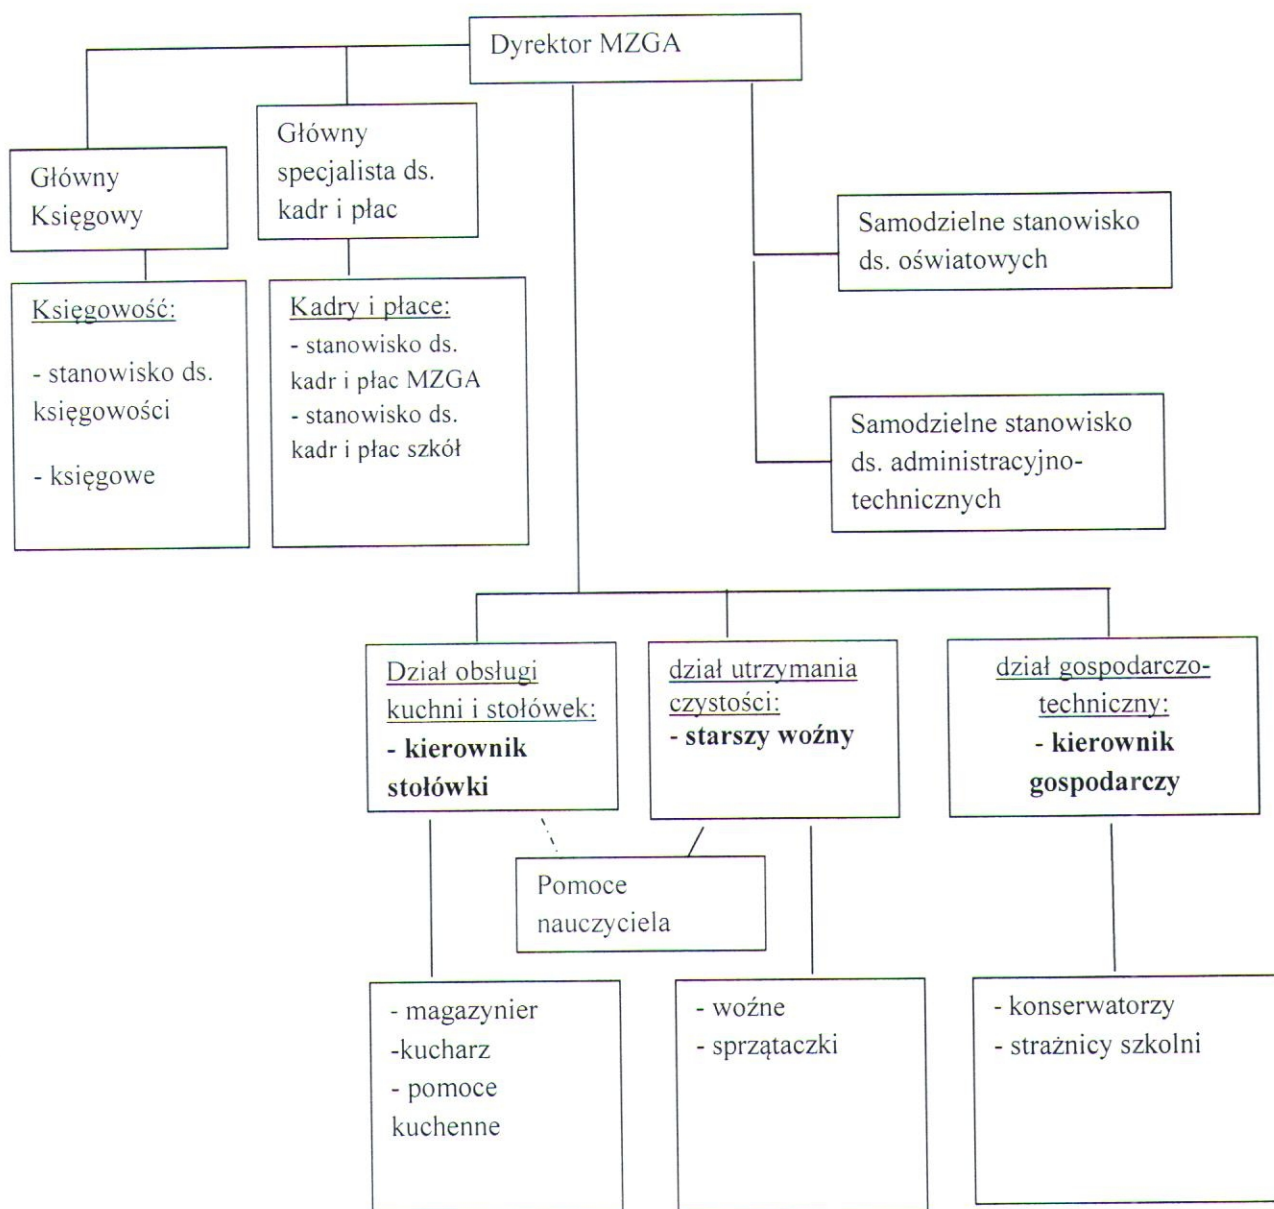 Dyrektor MZGA
Główny
specjalista ds.
kadr i płac
Główny
Księgowy
Samodzielne stanowisko
ds. oświatowych
Księgowość:
- stanowisko ds.
księgowości
- księgowe
Kadry i płace:
- stanowisko ds.
kadr i płac MZGA
- stanowisko ds.
kadr i płac szkół
Samodzielne stanowisko
ds. administracyjno-
technicznych
Dział obsługi
kuchni i stołówek:
- kierownik
stołówki
dział utrzymania
czystości:
- starszy woźny
dział gospodarczo-
techniczny:
- kierownik
gospodarczy
Pomoce
nauczyciela
- magazynier
-kucharz
- pomoce
kuchenne
- woźne
- sprzątaczki
- konserwatorzy
- strażnicy szkolni